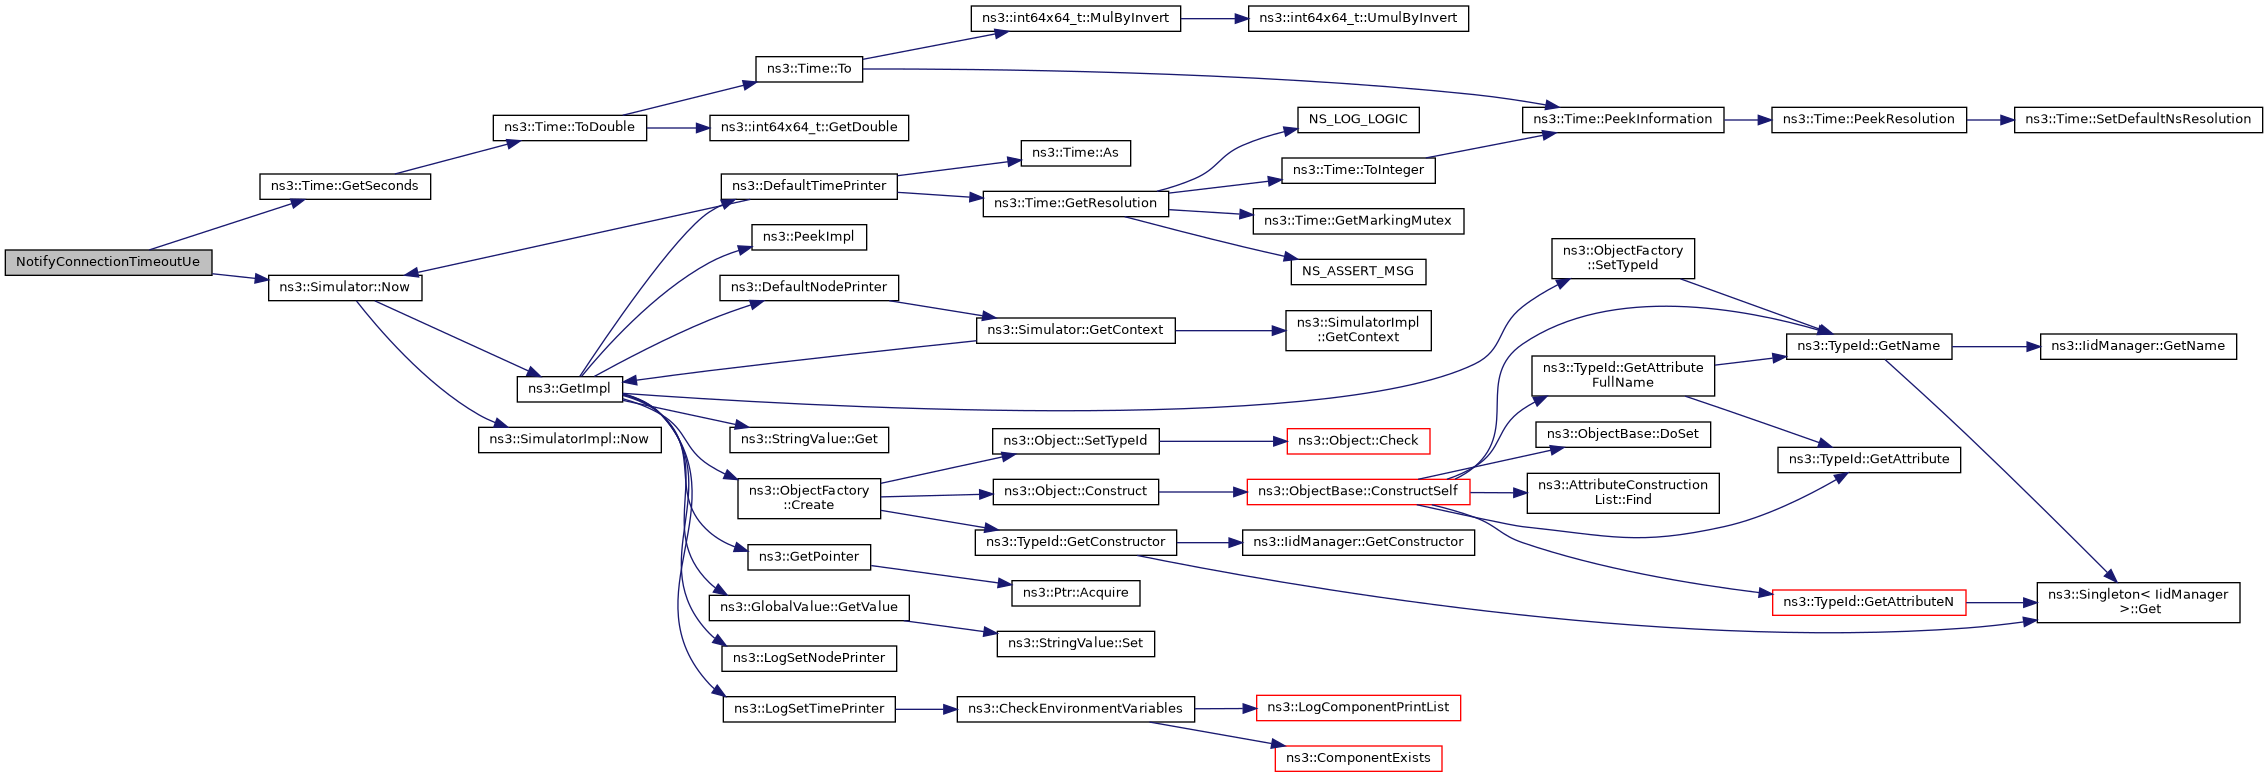 ns3::int64x64_t::MulByInvert
ns3::int64x64_t::UmulByInvert
ns3::Time::To
ns3::Time::ToDouble
ns3::int64x64_t::GetDouble
NS_LOG_LOGIC
ns3::Time::PeekInformation
ns3::Time::PeekResolution
ns3::Time::SetDefaultNsResolution
ns3::Time::As
ns3::Time::ToInteger
ns3::Time::GetSeconds
ns3::DefaultTimePrinter
ns3::Time::GetResolution
ns3::Time::GetMarkingMutex
ns3::PeekImpl
NotifyConnectionTimeoutUe
NS_ASSERT_MSG
ns3::ObjectFactory
::SetTypeId
ns3::Simulator::Now
ns3::DefaultNodePrinter
ns3::Simulator::GetContext
ns3::SimulatorImpl
::GetContext
ns3::TypeId::GetName
ns3::IidManager::GetName
ns3::GetImpl
ns3::TypeId::GetAttribute
FullName
ns3::SimulatorImpl::Now
ns3::StringValue::Get
ns3::Object::SetTypeId
ns3::Object::Check
ns3::ObjectBase::DoSet
ns3::TypeId::GetAttribute
ns3::ObjectFactory
::Create
ns3::Object::Construct
ns3::ObjectBase::ConstructSelf
ns3::AttributeConstruction
List::Find
ns3::TypeId::GetConstructor
ns3::IidManager::GetConstructor
ns3::GetPointer
ns3::Ptr::Acquire
ns3::GlobalValue::GetValue
ns3::TypeId::GetAttributeN
ns3::Singleton< IidManager
>::Get
ns3::StringValue::Set
ns3::LogSetNodePrinter
ns3::LogSetTimePrinter
ns3::CheckEnvironmentVariables
ns3::LogComponentPrintList
ns3::ComponentExists